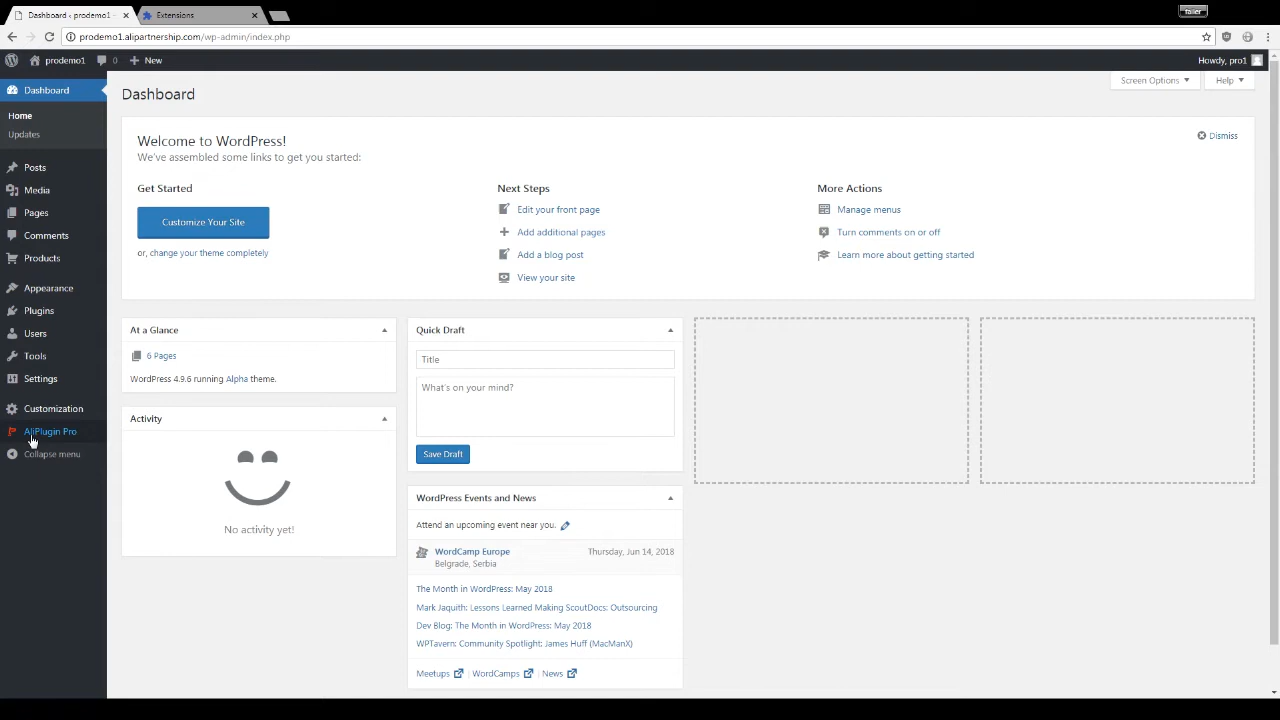 Dashboard ‹ prodemo1 -
Extensions
prodemo1.alipartnership.com/wp-admin/index.php
prodemo1
0
New
Howdy, pro1
Dashboard
Home
Updates
Posts
Media
Pages
Comments
Products
Appearance
Plugins
Users
Tools
Settings
Customization
AliPlugin Pro
Collapse menu
Dashboard
Screen Options
Help
Welcome to WordPress!
We've assembled some links to get you started:
Dismiss
Get Started
Customize Your Site
or, change your theme completely
Next Steps
Edit your front page
Add additional pages
Add a blog post
View your site
More Actions
Manage menus
Turn comments on or off
Learn more about getting started
At a Glance
6 Pages
WordPress 4.9.6 running Alpha theme.
Activity
No activity yet!
Quick Draft
Title
What's on your mind?
Save Draft
WordPress Events and News
Attend an upcoming event near you.
WordCamp Europe
Thursday, Jun 14, 2018
Belgrade, Serbia
The Month in WordPress: May 2018
Mark Jaquith: Lessons Learned Making ScoutDocs: Outsourcing
Dev Blog: The Month in WordPress: May 2018
WPTavern: Community Spotlight: James Huff (MacManX)
Meetups | WordCamps | News